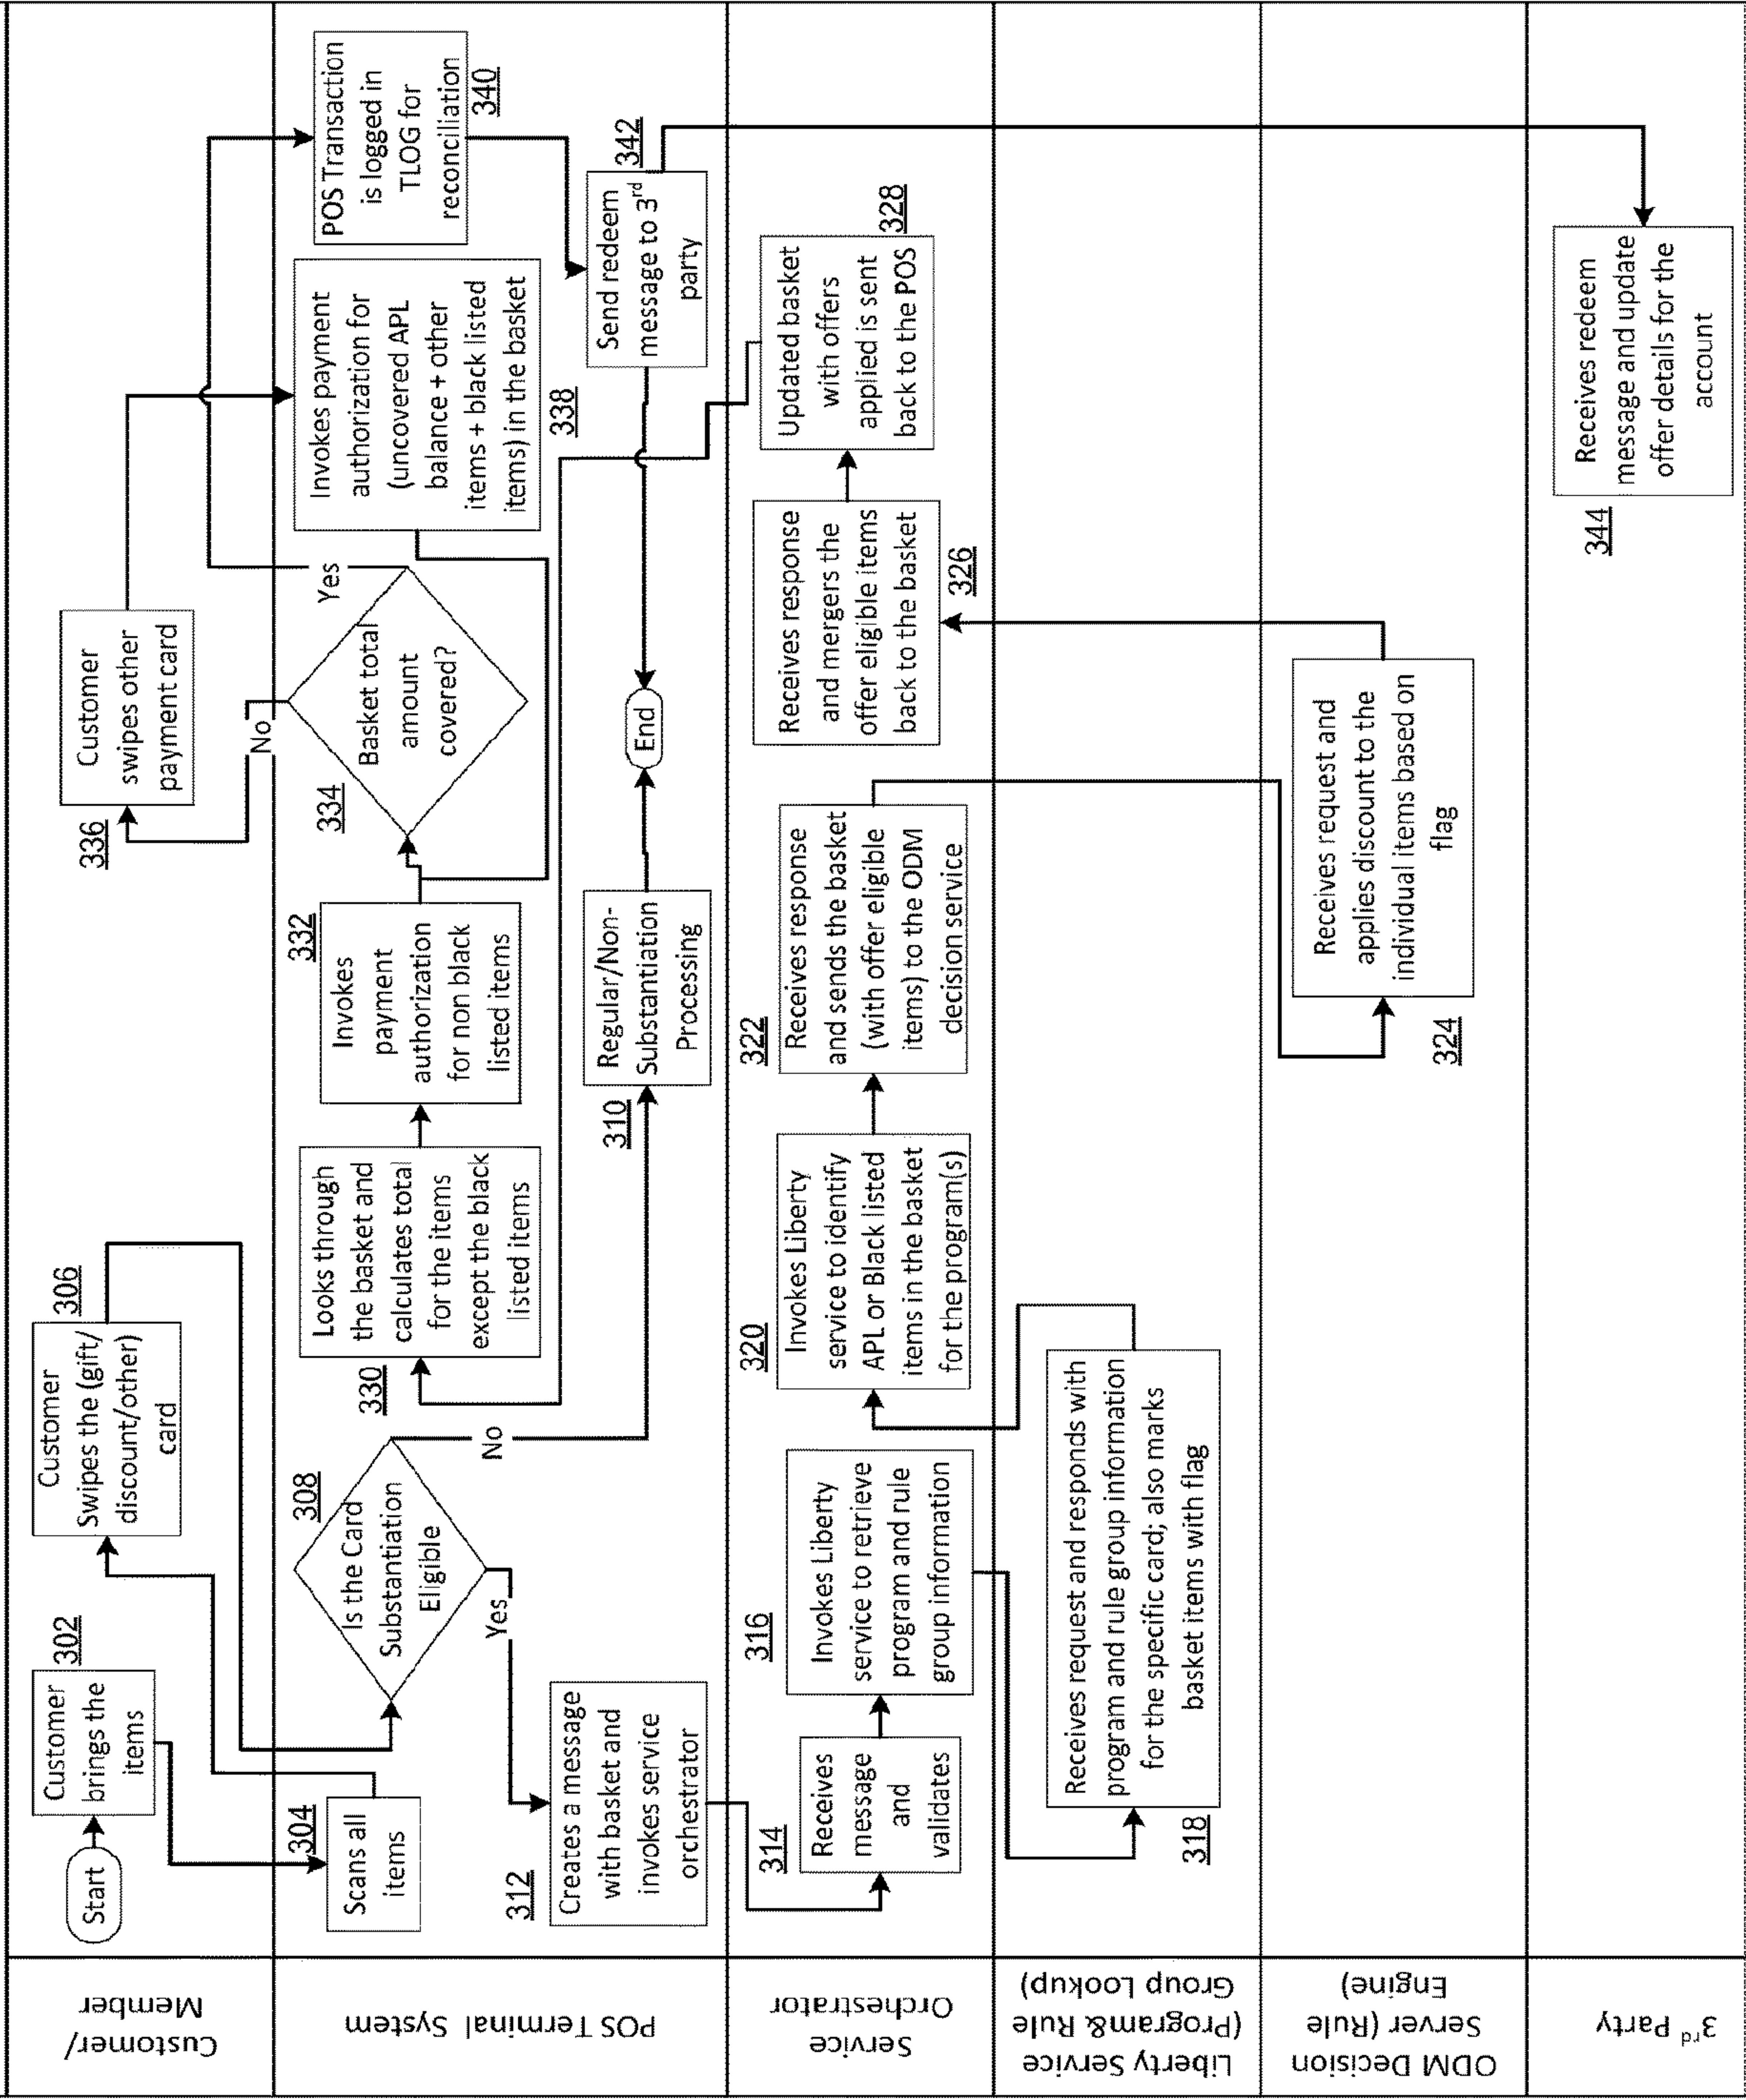 Customer/
Member
Start
Customer
brings the
items
302
Customer
Swipes the (gift/
discount/other)
card
306
336
Customer
swipes other
payment card
POS Terminal System
Scans all
items
304
Is the Card
Substantiation
Eligible
308
Yes
No
312
Creates a message
with basket and
invokes service
orchestrator
330
Looks through
the basket and
calculates total
for the items
except the black
listed items
332
Invokes
payment
authorization
for non black
listed items
310
Regular/Non-
Substantiation
Processing
334
Basket total
amount
covered?
No
Yes
End
Invokes payment
authorization for
(uncovered APL
balance + other
items + black listed
items) in the basket
338
POS Transaction
is logged in
TLOG for
reconciliation
340
Send redeem
message to 3rd
party
342
Service
Orchestrator
314
Receives
message
and
validates
316
Invokes Liberty
service to retrieve
program and rule
group information
320
Invokes Liberty
service to identify
APL or Black listed
items in the basket
for the program(s)
322
Receives response
and sends the basket
(with offer eligible
items) to the ODM
decision service
Receives response
and mergers the
offer eligible items
back to the basket
326
Updated basket
with offers
applied is sent
back to the POS
328
Liberty Service
(Program& Rule
Group Lookup)
318
Receives request and responds with
program and rule group information
for the specific card; also marks
basket items with flag
ODM Decision
Server (Rule
Engine)
324
Receives request and
applies discount to the
individual items based on
flag
3rd Party
344
Receives redeem
message and update
offer details for the
account